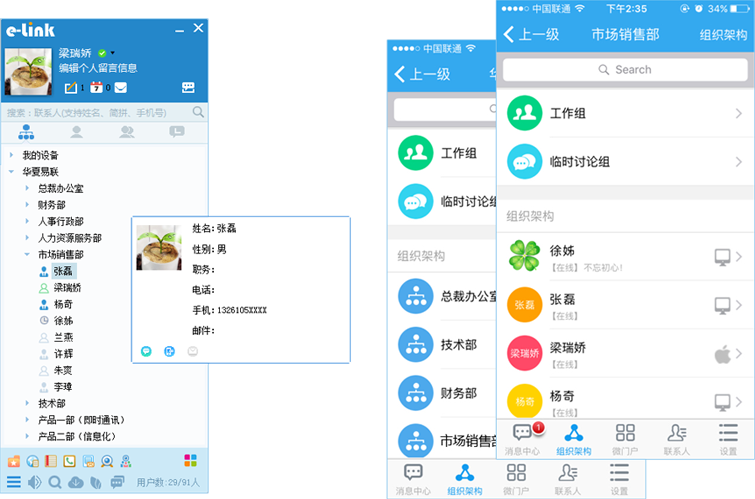 e-Link
梁瑞娇
编辑个人留言信息
1 7 0
搜索：联系人(支持姓名、简拼、手机号)
我的设备
华夏易联
总裁办公室
财务部
人事行政部
人力资源服务部
市场销售部
张磊
梁瑞娇
杨奇
徐姊
兰燕
许辉
朱爽
李璋
技术部
产品一部（即时通讯）
产品二部（信息化）
用户数:29/91人
姓名:张磊
性别:男
职务:
电话:
手机:1326105XXXX
邮件:
中国联通
上一级
华
工作组
临时讨论组
组织架构
总裁办公室
技术部
财务部
市场销售部
消息中心
组织架构
微门户
联系人
设置
中国联通
下午2:35
34%
上一级
市场销售部
组织架构
Search
工作组
临时讨论组
组织架构
徐姊
【在线】不忘初心!
张磊
张磊
【在线】
梁瑞娇
梁瑞娇
【在线】
杨奇
杨奇
【在线】
1
消息中心
组织架构
微门户
联系人
设置